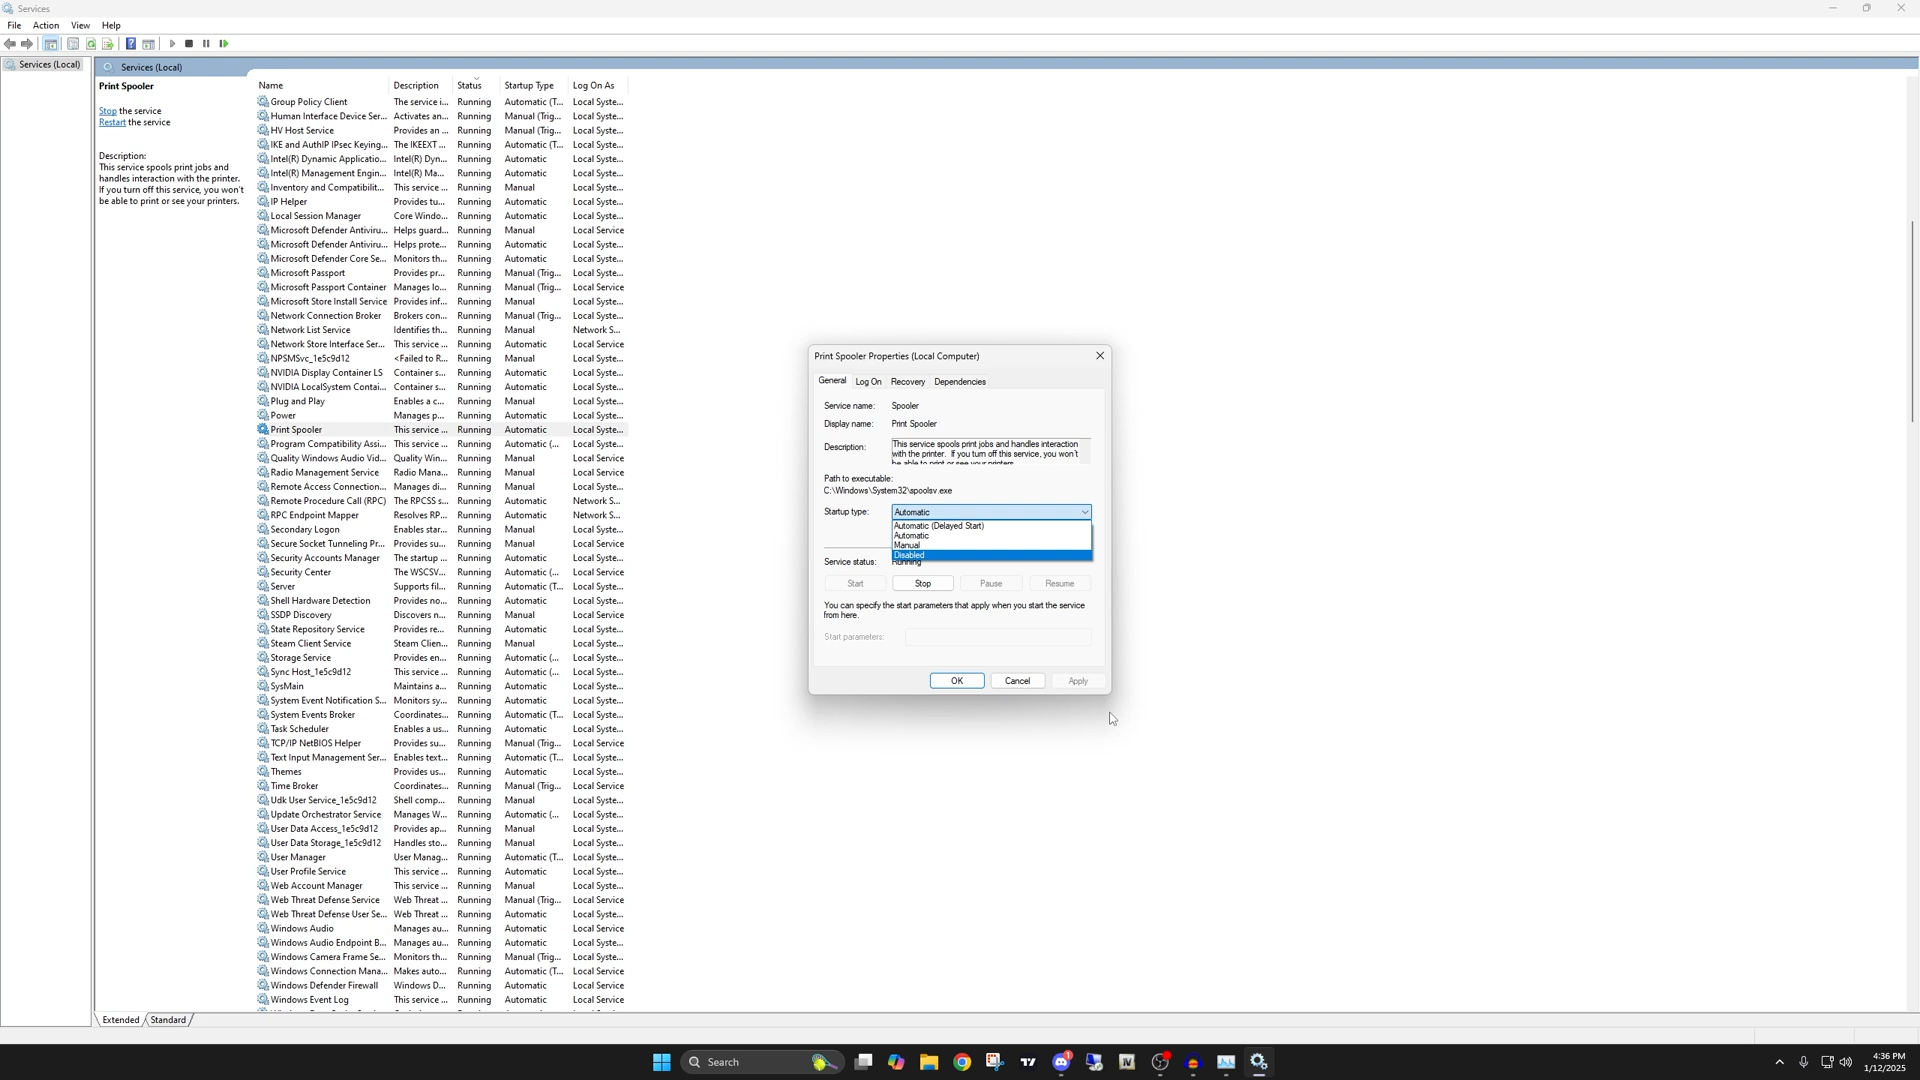 Services
File Action View Help
Services (Local)
Services (Local)
Print Spooler
Stop the service
Restart the service
Description:
This service spools print jobs and
handles interaction with the printer.
If you turn off this service, you won't
be able to print or see your printers.
Name Description Status Startup Type Log On As
Group Policy Client The service i... Running Automatic (T... Local Syste...
Human Interface Device Ser... Activates an... Running Manual (Trig... Local Syste...
HV Host Service Provides an ... Running Manual (Trig... Local Syste...
IKE and AuthIP IPsec Keying... The IKEEXT ... Running Automatic (T... Local Syste...
Intel(R) Dynamic Applicatio... Intel(R) Dyn... Running Automatic Local Syste...
Intel(R) Management Engin... Intel(R) Ma... Running Automatic Local Syste...
Inventory and Compatibilit... This service ... Running Manual Local Syste...
IP Helper Provides tu... Running Automatic Local Syste...
Local Session Manager Core Windo... Running Automatic Local Syste...
Microsoft Defender Antiviru... Helps guard... Running Manual Local Service
Microsoft Defender Antiviru... Helps prote... Running Automatic Local Syste...
Microsoft Defender Core Se... Monitors th... Running Automatic Local Syste...
Microsoft Passport Provides pr... Running Manual (Trig... Local Syste...
Microsoft Passport Container Manages lo... Running Manual (Trig... Local Service
Microsoft Store Install Service Provides inf... Running Manual Local Syste...
Network Connection Broker Brokers con... Running Manual (Trig... Local Syste...
Network List Service Identifies th... Running Manual Network S...
Network Store Interface Ser... This service ... Running Automatic Local Service
NPSMSvc_1e5c9d12 <Failed to R... Running Manual Local Syste...
NVIDIA Display Container LS Container s... Running Automatic Local Syste...
NVIDIA LocalSystem Contai... Container s... Running Automatic Local Syste...
Plug and Play Enables a c... Running Manual Local Syste...
Power Manages p... Running Automatic Local Syste...
Print Spooler This service ... Running Automatic Local Syste...
Program Compatibility Assi... This service ... Running Automatic (... Local Syste...
Quality Windows Audio Vid... Quality Win... Running Manual Local Service
Radio Management Service Radio Mana... Running Manual Local Service
Remote Access Connection... Manages di... Running Manual Local Syste...
Remote Procedure Call (RPC) The RPCSS s... Running Automatic Network S...
RPC Endpoint Mapper Resolves RP... Running Automatic Network S...
Secondary Logon Enables star... Running Manual Local Syste...
Secure Socket Tunneling Pr... Provides su... Running Manual Local Service
Security Accounts Manager The startup ... Running Automatic Local Syste...
Security Center The WSCSV... Running Automatic (... Local Service
Server Supports fil... Running Automatic (T... Local Syste...
Shell Hardware Detection Provides no... Running Automatic Local Syste...
SSDP Discovery Discovers n... Running Manual Local Service
State Repository Service Provides re... Running Automatic Local Syste...
Steam Client Service Steam Clien... Running Manual Local Syste...
Storage Service Provides en... Running Automatic (... Local Syste...
Sync Host_1e5c9d12 This service ... Running Automatic (... Local Syste...
SysMain Maintains a... Running Automatic Local Syste...
System Event Notification S... Monitors sy... Running Automatic Local Syste...
System Events Broker Coordinates... Running Automatic (T... Local Syste...
Task Scheduler Enables a us... Running Automatic Local Syste...
TCP/IP NetBIOS Helper Provides su... Running Manual (Trig... Local Service
Text Input Management Ser... Enables text... Running Automatic (T... Local Syste...
Themes Provides us... Running Automatic Local Syste...
Time Broker Coordinates... Running Manual (Trig... Local Service
Udk User Service_1e5c9d12 Shell comp... Running Manual Local Syste...
Update Orchestrator Service Manages W... Running Automatic (... Local Syste...
User Data Access_1e5c9d12 Provides ap... Running Manual Local Syste...
User Data Storage_1e5c9d12 Handles sto... Running Manual Local Syste...
User Manager User Manag... Running Automatic (T... Local Syste...
User Profile Service This service ... Running Automatic Local Syste...
Web Account Manager This service ... Running Manual Local Syste...
Web Threat Defense Service Web Threat ... Running Manual (Trig... Local Service
Web Threat Defense User Se... Web Threat ... Running Automatic Local Syste...
Windows Audio Manages au... Running Automatic Local Service
Windows Audio Endpoint B... Manages au... Running Automatic Local Syste...
Windows Camera Frame Se... Monitors th... Running Manual (Trig... Local Syste...
Windows Connection Mana... Makes auto... Running Automatic (T... Local Service
Windows Defender Firewall Windows D... Running Automatic Local Service
Windows Event Log This service ... Running Automatic Local Service
Extended Standard
Print Spooler Properties (Local Computer)
General Log On Recovery Dependencies
Service name: Spooler
Display name: Print Spooler
Description: This service spools print jobs and handles interaction
with the printer. If you turn off this service, you won't
be able to print or see your printers.
Path to executable:
C:\Windows\System32\spoolsv.exe
Startup type: Automatic
Automatic (Delayed Start)
Automatic
Manual
Disabled
Service status: Running
Start Stop Pause Resume
You can specify the start parameters that apply when you start the service
from here.
Start parameters:
OK Cancel Apply
Search
1
4:36 PM
1/12/2025